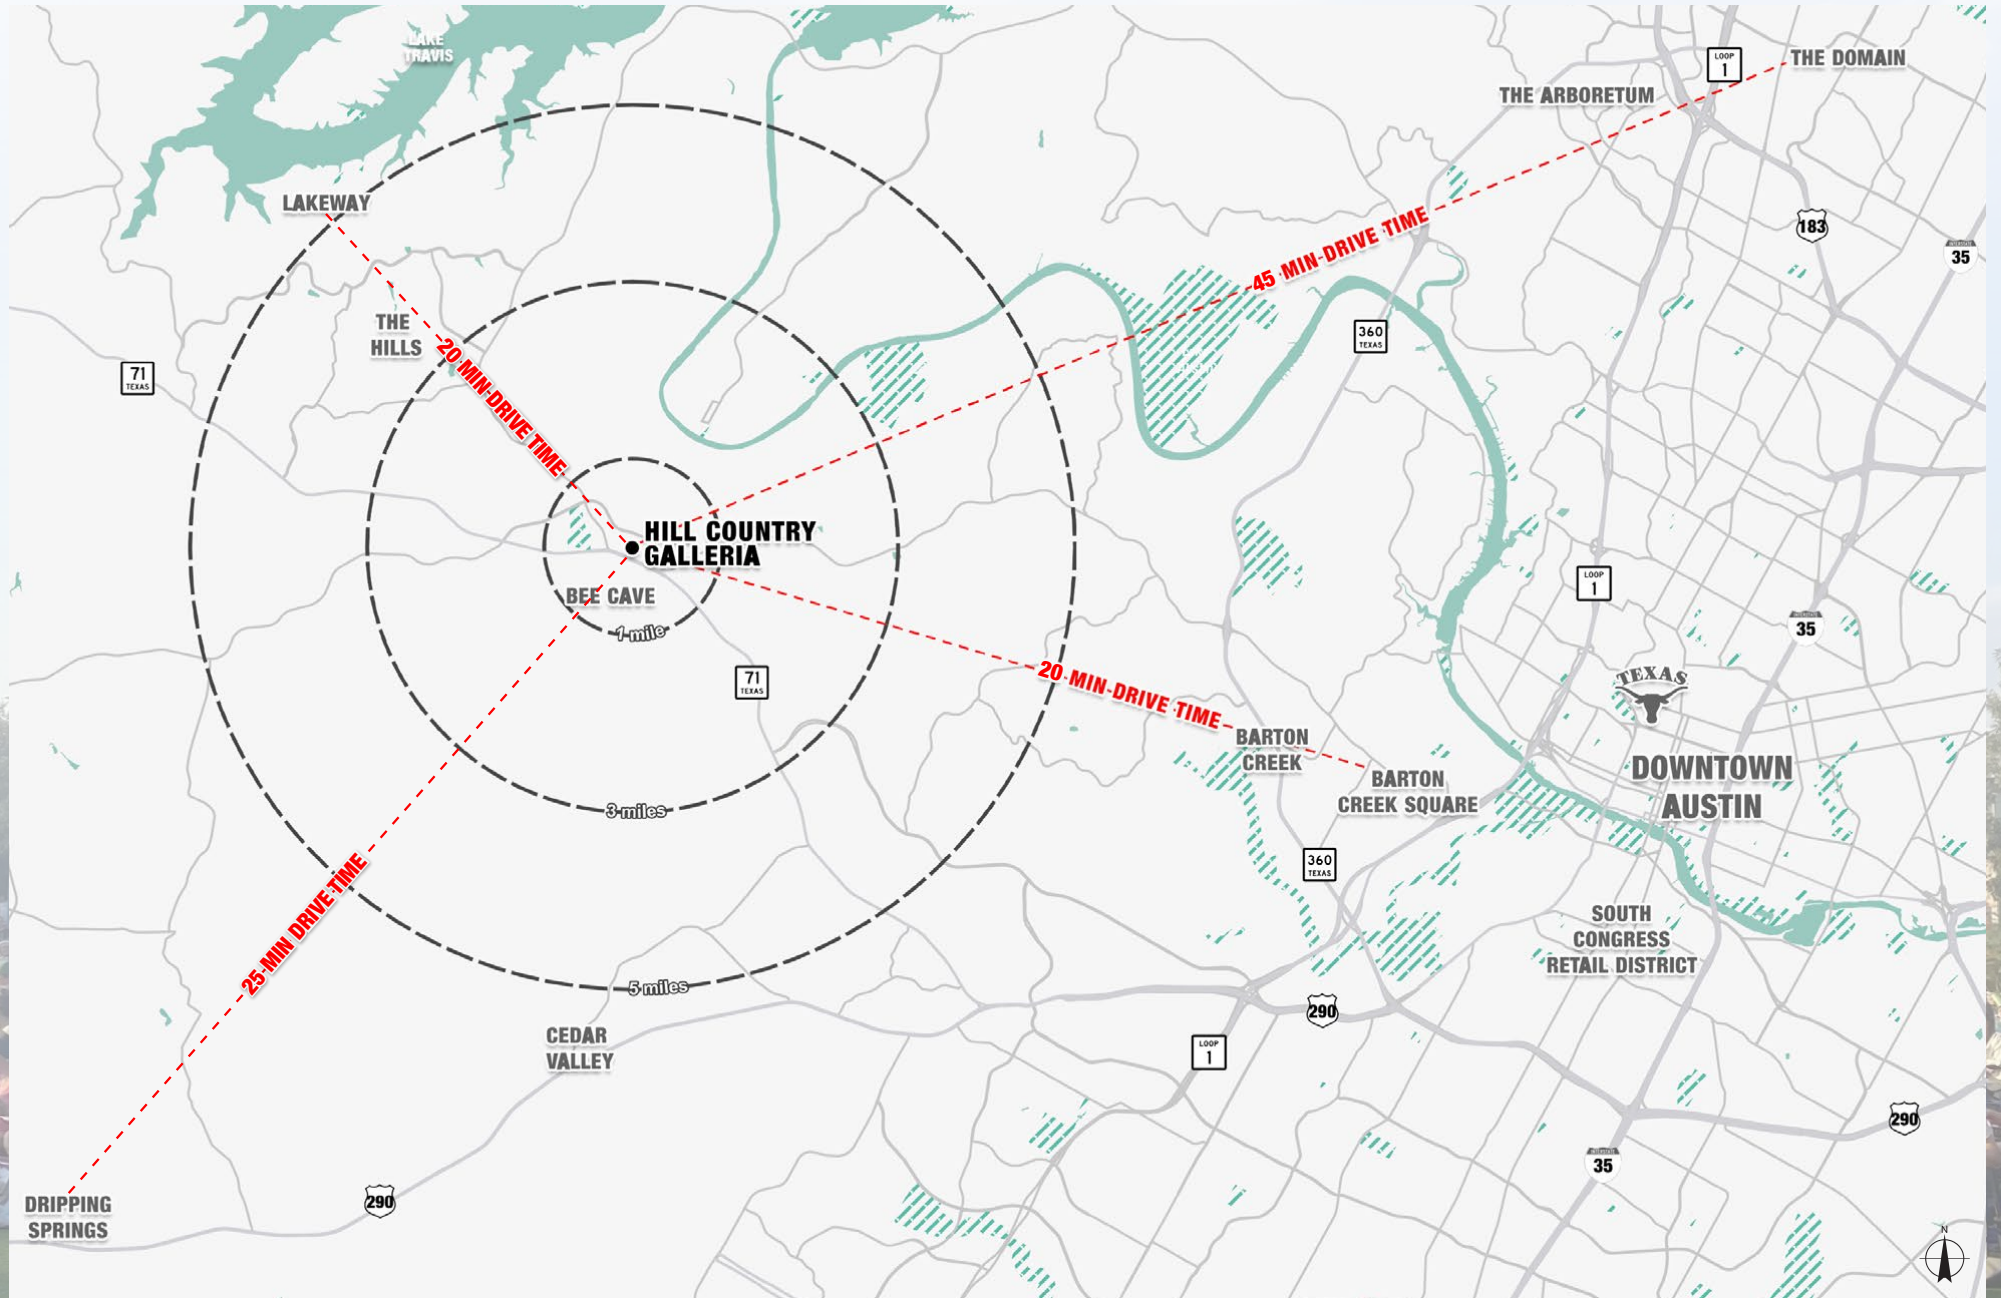 LAKE
TRAVIS
LOOP
1
THE DOMAIN
THE ARBORETUM
LAKEWAY
183
45 MIN DRIVE TIME
35
THE
HILLS
20 MIN DRIVE TIME
360
TEXAS
71
TEXAS
HILL COUNTRY
GALLERIA
BEE CAVE
1 mile
LOOP
1
35
71
TEXAS
20 MIN DRIVE TIME
TEXAS
BARTON
CREEK
BARTON
CREEK SQUARE
DOWNTOWN
AUSTIN
3 miles
360
TEXAS
25 MIN DRIVE TIME
SOUTH
CONGRESS
RETAIL DISTRICT
5 miles
290
CEDAR
VALLEY
LOOP
1
290
35
DRIPPING
SPRINGS
290
N